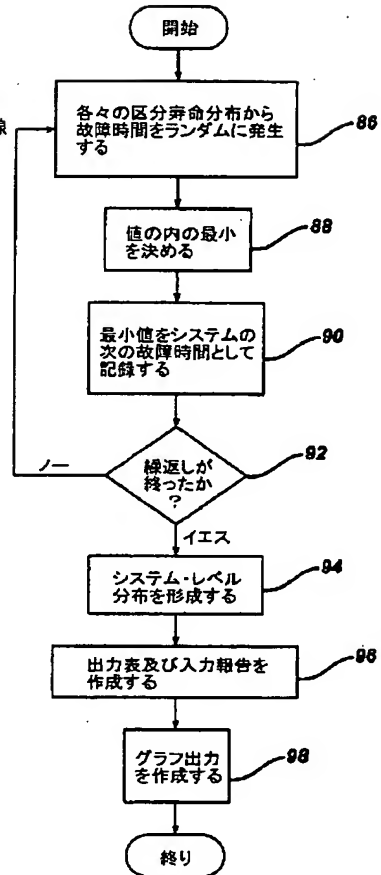 開始
線
各々の区分寿命分布から
故障時間をランダムに発生
する
86
値の内の最小
を決める
88
最小値をシステムの
次の故障時間として
記録する
90
繰返しが
終ったか
?
92
ノー
イエス
システム・レベル
分布を形成する
94
出力表及び入力報告を
作成する
96
グラフ出力
を作成する
98
終り